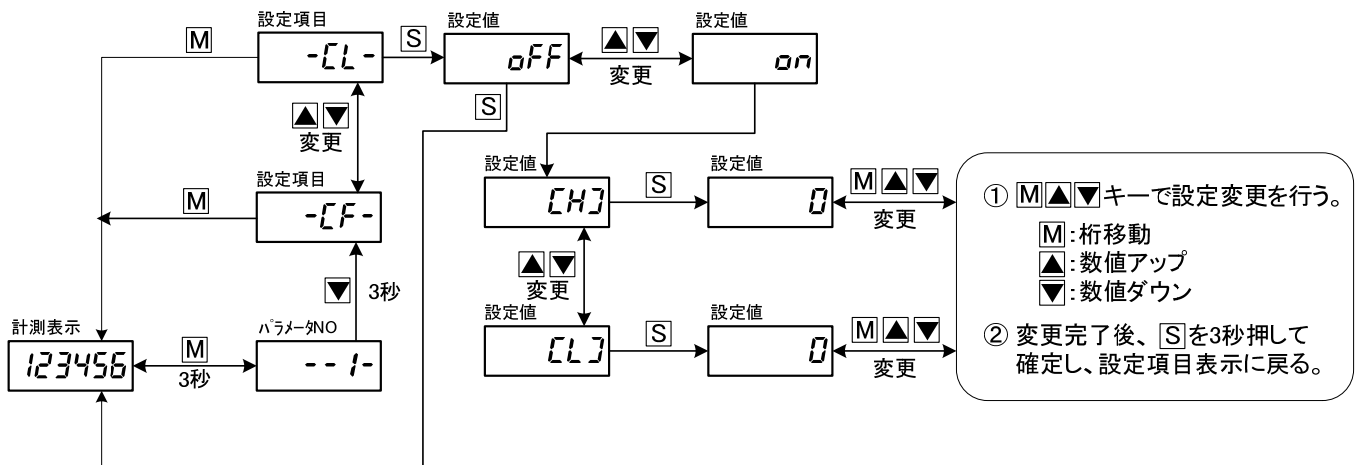 設定項目
-CL-
M
S
設定値
oFF
▲▼
変更
設定値
on
S
▲▼
変更
設定項目
-CF-
M
▼ 3秒
計測表示
123456
M
3秒
パラメータNO
--1-
設定値
[H]
S
設定値
0
M▲▼
変更
▲▼
変更
設定値
[L]
S
設定値
0
M▲▼
変更
① M▲▼キーで設定変更を行う。
M:桁移動
▲:数値アップ
▼:数値ダウン
② 変更完了後、Sを3秒押して
確定し、設定項目表示に戻る。